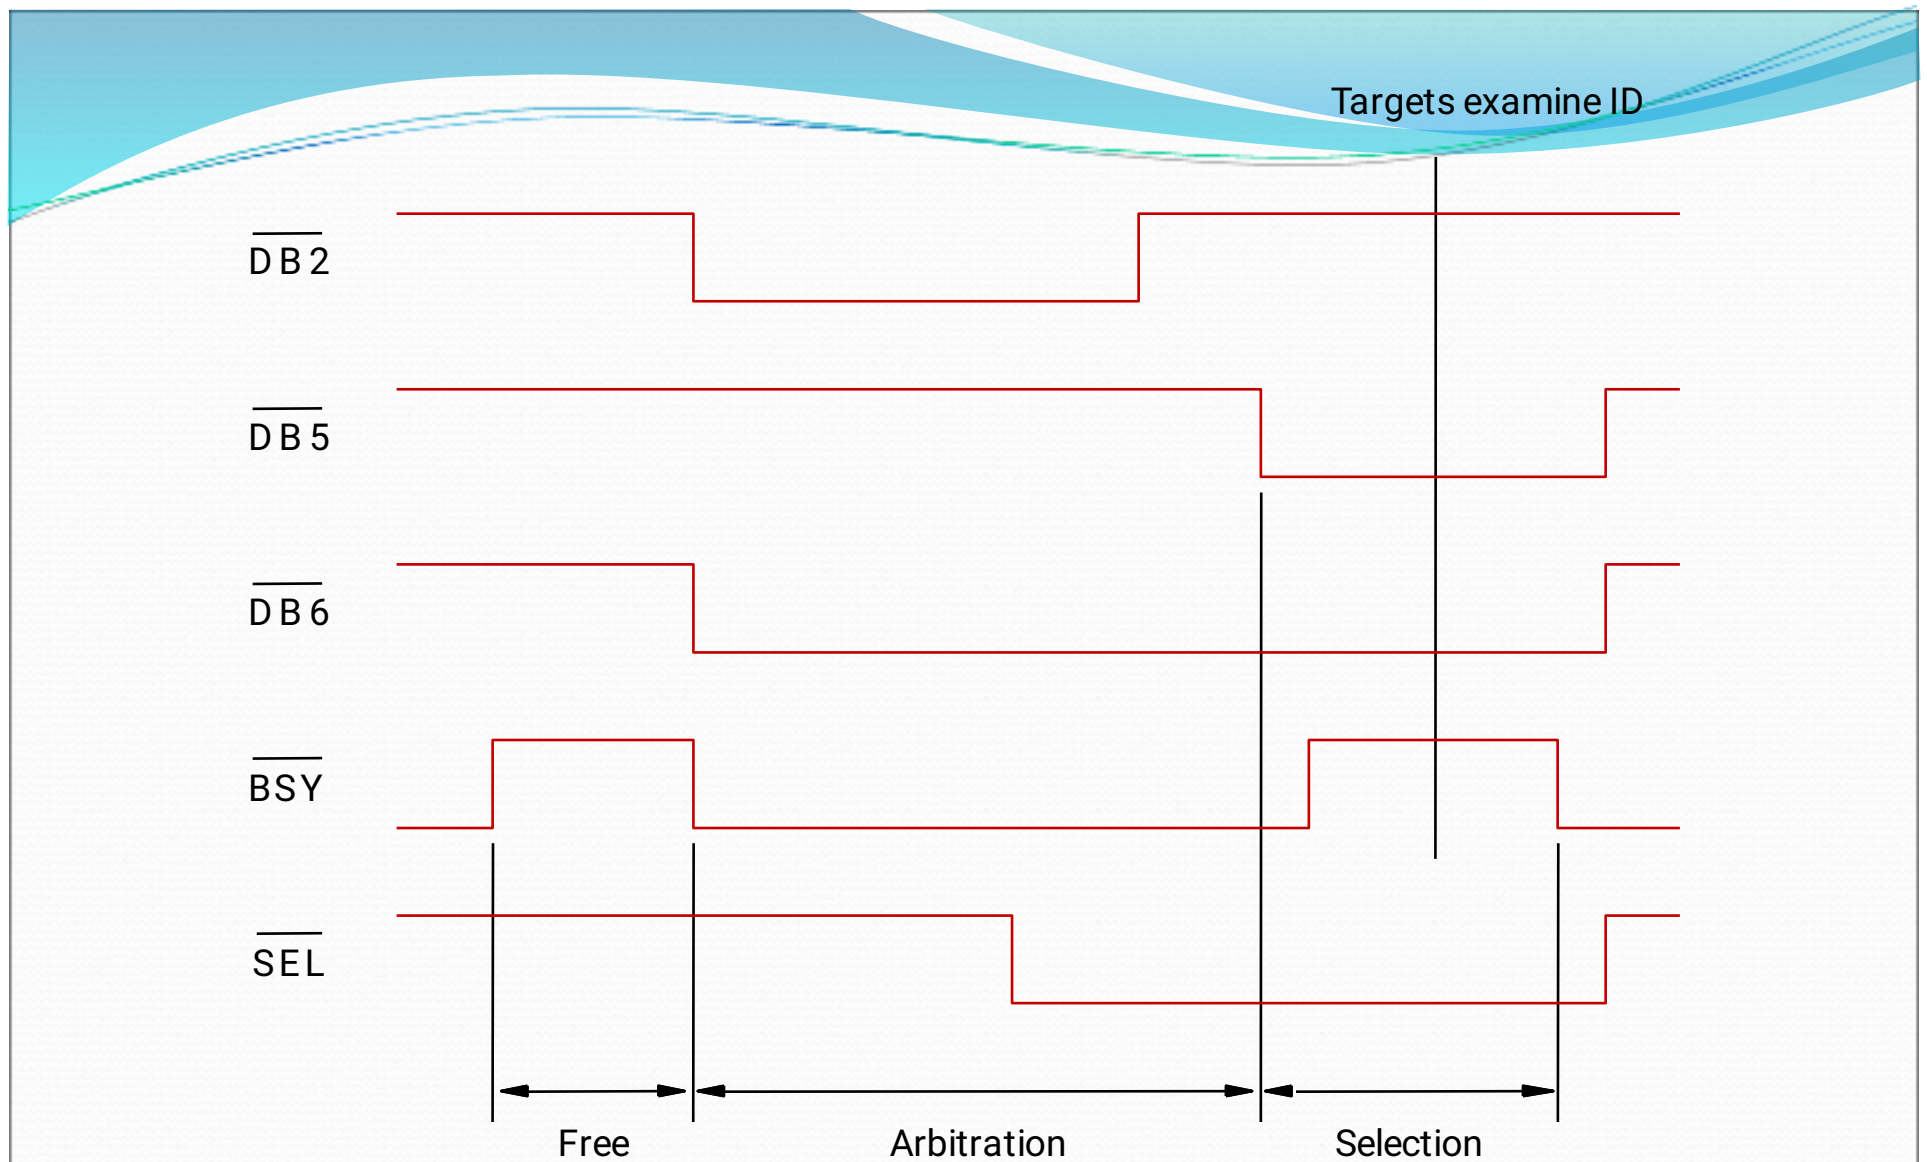 Targets examine ID
DB2
DB5
DB6
BSY
SEL
Free Arbitration Selection